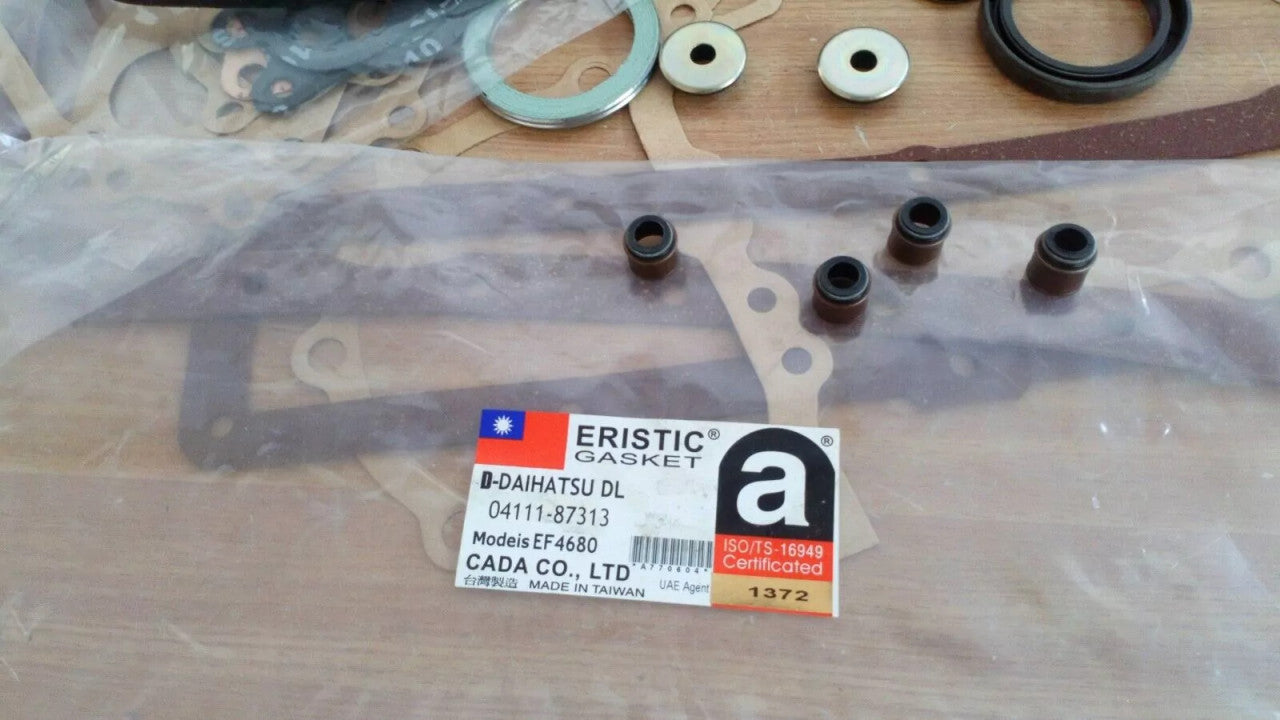 ERISTIC®
GASKET
D-DAIHATSU DL
04111-87313
Modeis EF4680
CADA CO., LTD
台灣製造 MADE IN TAIWAN
*A770604*
UAE Agent
a®
ISO/TS-16949
Certificated
1372